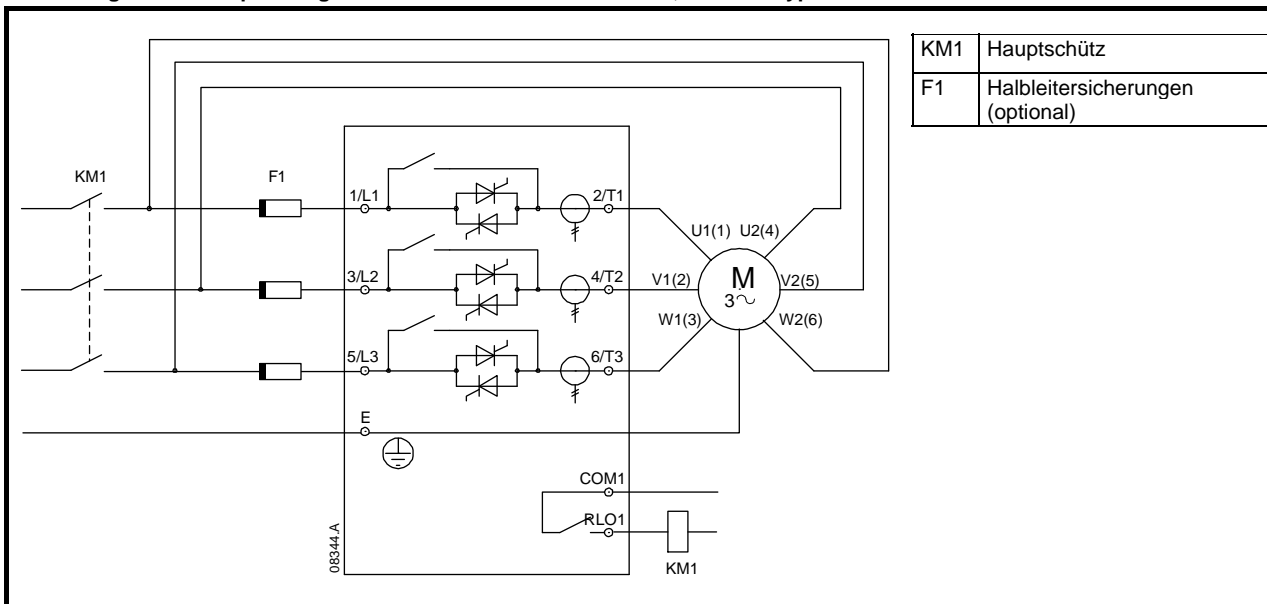 KM1 Hauptschütz
F1 Halbleitersicherungen
(optional)
KM1
F1
1/L1
2/T1
U1(1) U2(4)
3/L2
4/T2
V1(2)
M
3~
V2(5)
W1(3)
W2(6)
5/L3
6/T3
E
COM1
RLO1
KM1
08344.A